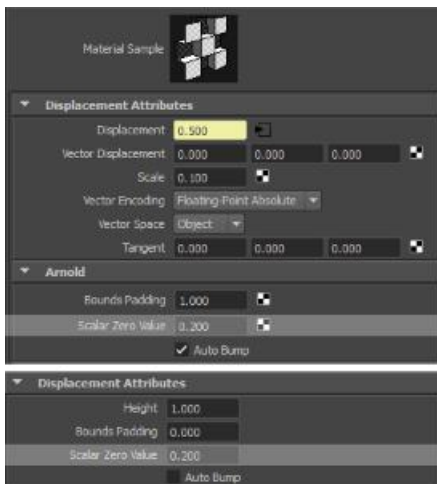 Material Sample
Displacement Attributes
Displacement 0.500
Vector Displacement 0.000 0.000 0.000
Scale 0.100
Vector Encoding Floating-Point Absolute
Vector Space Object
Tangent 0.000 0.000 0.000
Arnold
Bounds Padding 1.000
Scalar Zero Value 0.200
Auto Bump
Displacement Attributes
Height 1.000
Bounds Padding 0.000
Scalar Zero Value 0.200
Auto Bump